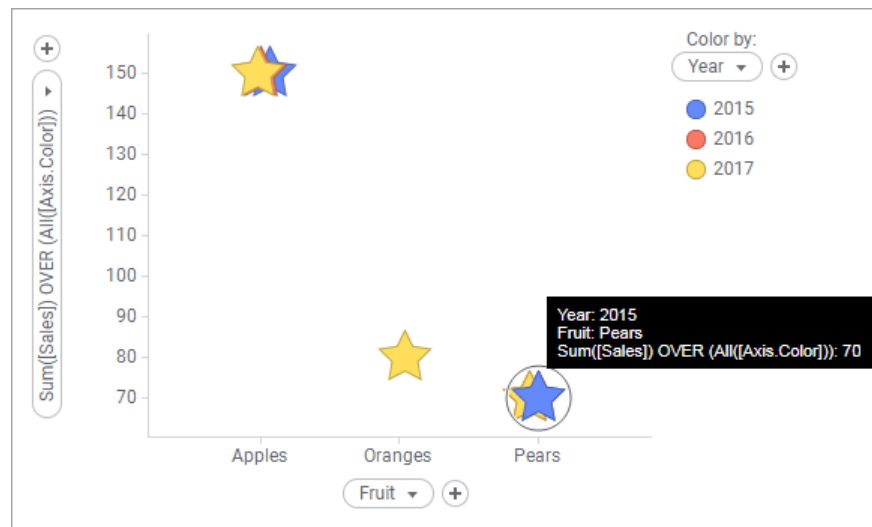 Sum([Sales]) OVER (All([Axis.Color]))
150
140
130
120
110
100
90
80
70
Apples Oranges Pears
Fruit
Color by:
Year
2015
2016
2017
Year: 2015
Fruit: Pears
Sum([Sales]) OVER (All([Axis.Color])): 70